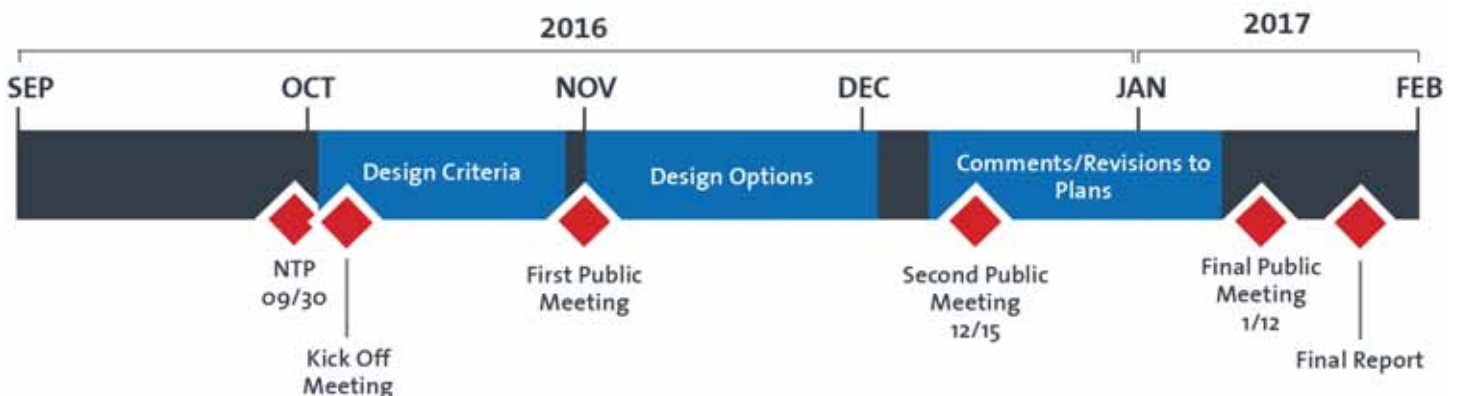 2016
2017
SEP
OCT
NOV
DEC
JAN
FEB
Design Criteria
Design Options
Comments/Revisions to
Plans
NTP
09/30
Kick Off
Meeting
First Public
Meeting
Second Public
Meeting
12/15
Final Public
Meeting
1/12
Final Report